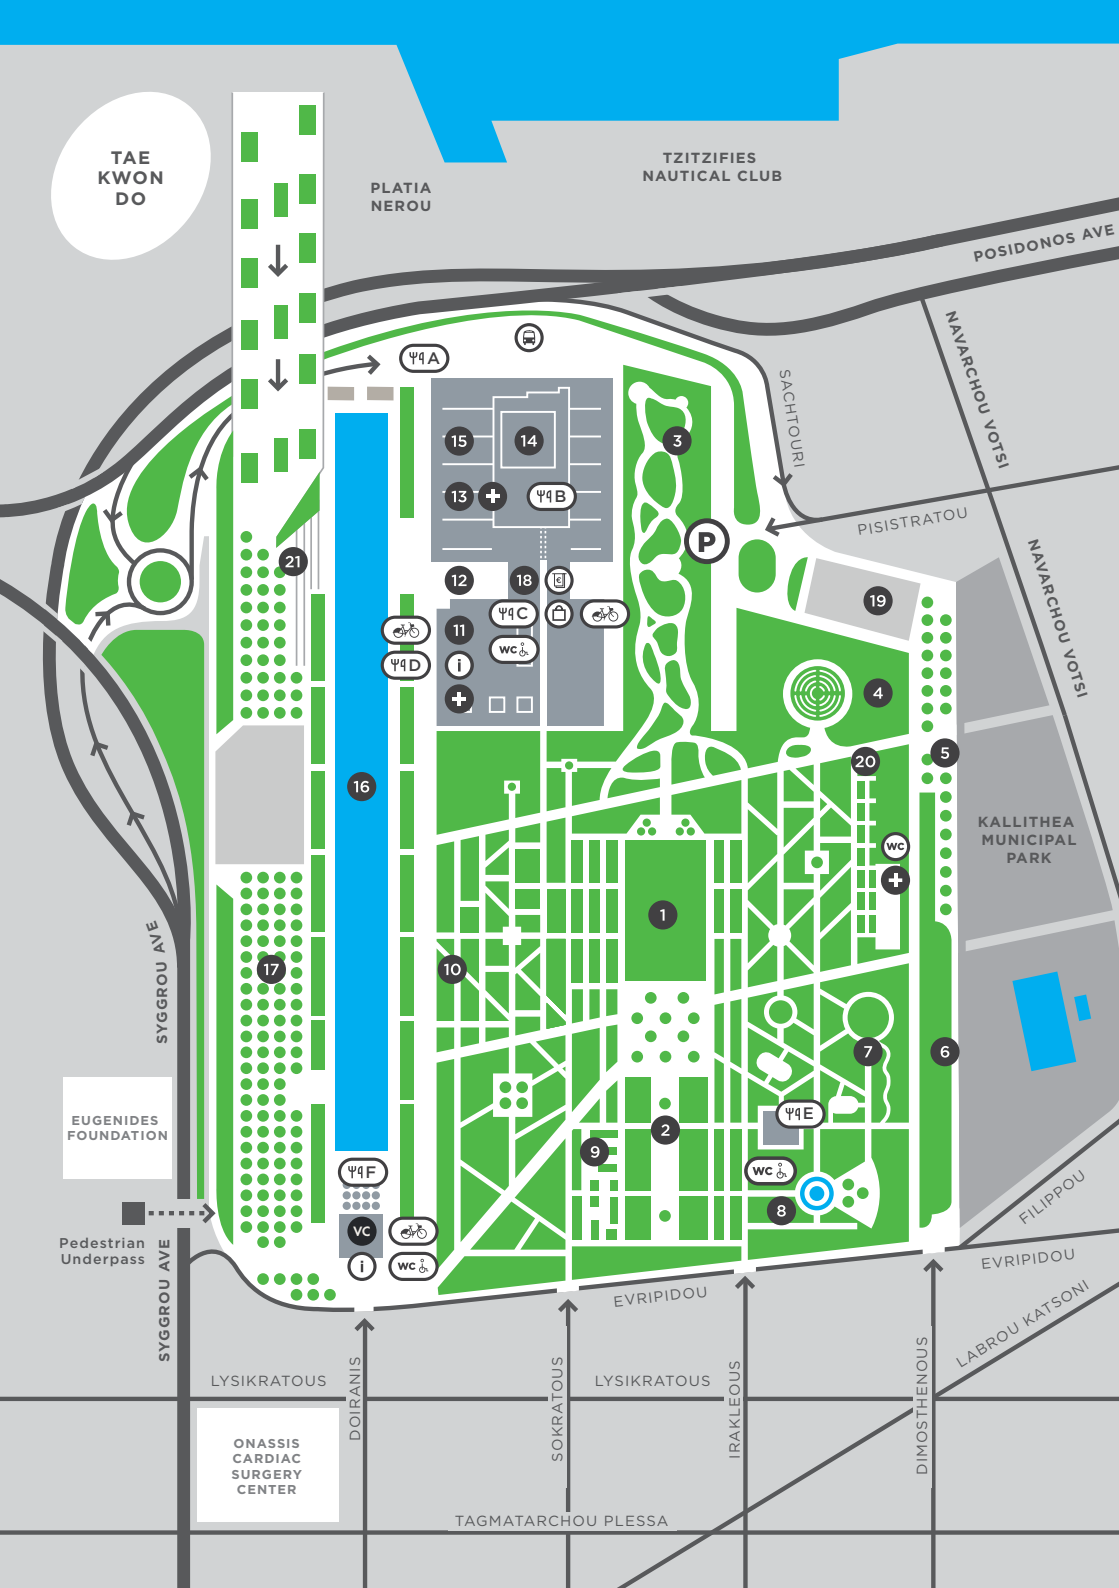 TAE
KWON
DO
PLATIA
NEROU
TZITZIFIES
NAUTICAL CLUB
POSIDONOS AVE
NAVARCHOU VOTSI
SACHTOURI
A
15
14
3
13
B
P
PISISTRATOU
NAVARCHOU VOTSI
21
12
18
€
19
C
11
D
i
WC
4
5
20
16
KALLITHEA
MUNICIPAL
PARK
WC
1
SYGGROU AVE
17
10
7
6
EUGENIDES
FOUNDATION
E
2
9
F
WC
8
FILIPPOU
Pedestrian
Underpass
VC
i
WC
SYGGROU AVE
EVRIPIDOU
EVRIPIDOU
LABROU KATSONI
LYSIKRATOUS
LYSIKRATOUS
DOIRANIS
SOKRATOUS
IRAKLEOUS
DIMOSTHENOUS
ONASSIS
CARDIAC
SURGERY
CENTER
TAGMATARCHOU PLESSA